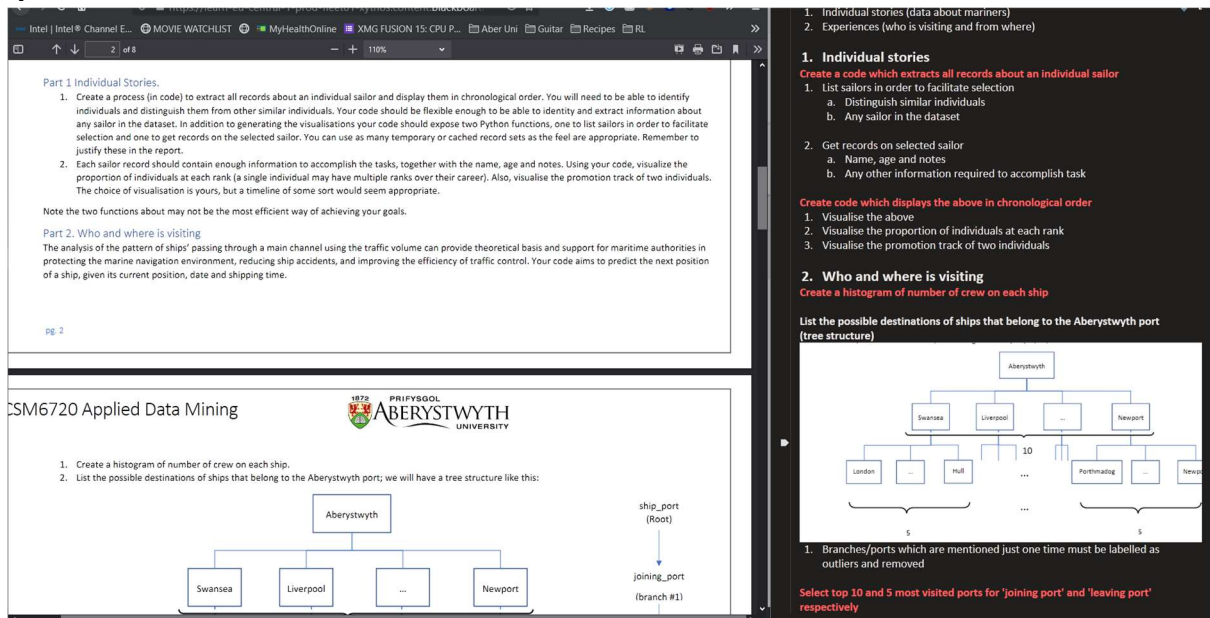 Intel | Intel® Channel E...
MOVIE WATCHLIST
MyHealthOnline
XMG FUSION 15: CPU P...
Aber Uni
Guitar
Recipes
RL
2 of 8
110%
Part 1 Individual Stories.
1. Create a process (in code) to extract all records about an individual sailor and display them in chronological order. You will need to be able to identify
individuals and distinguish them from other similar individuals. Your code should be flexible enough to be able to identity and extract information about
any sailor in the dataset. In addition to generating the visualisations your code should expose two Python functions, one to list sailors in order to facilitate
selection and one to get records on the selected sailor. You can use as many temporary or cached record sets as the feel are appropriate. Remember to
justify these in the report.
2. Each sailor record should contain enough information to accomplish the tasks, together with the name, age and notes. Using your code, visualize the
proportion of individuals at each rank (a single individual may have multiple ranks over their career). Also, visualise the promotion track of two individuals.
The choice of visualisation is yours, but a timeline of some sort would seem appropriate.
Note the two functions about may not be the most efficient way of achieving your goals.
Part 2. Who and where is visiting
The analysis of the pattern of ships' passing through a main channel using the traffic volume can provide theoretical basis and support for maritime authorities in
protecting the marine navigation environment, reducing ship accidents, and improving the efficiency of traffic control. Your code aims to predict the next position
of a ship, given its current position, date and shipping time.
pg. 2
CSM6720 Applied Data Mining
1872
PRIFYSGOL
ABERYSTWYTH
UNIVERSITY
1. Create a histogram of number of crew on each ship.
2. List the possible destinations of ships that belong to the Aberystwyth port; we will have a tree structure like this:
Aberystwyth
ship_port
(Root)
joining_port
(branch #1)
Swansea
Liverpool
...
Newport
1. Individual stories (data about mariners)
2. Experiences (who is visiting and from where)
1. Individual stories
Create a code which extracts all records about an individual sailor
1. List sailors in order to facilitate selection
a. Distinguish similar individuals
b. Any sailor in the dataset
2. Get records on selected sailor
a. Name, age and notes
b. Any other information required to accomplish task
Create code which displays the above in chronological order
1. Visualise the above
2. Visualise the proportion of individuals at each rank
3. Visualise the promotion track of two individuals
2. Who and where is visiting
Create a histogram of number of crew on each ship
List the possible destinations of ships that belong to the Aberystwyth port
(tree structure)
Aberystwyth
Swansea
Liverpool
...
Newport
10
London
...
Hull
...
Porthmadog
...
Newp
...
5
5
1. Branches/ports which are mentioned just one time must be labelled as
outliers and removed
Select top 10 and 5 most visited ports for 'joining port' and 'leaving port'
respectively